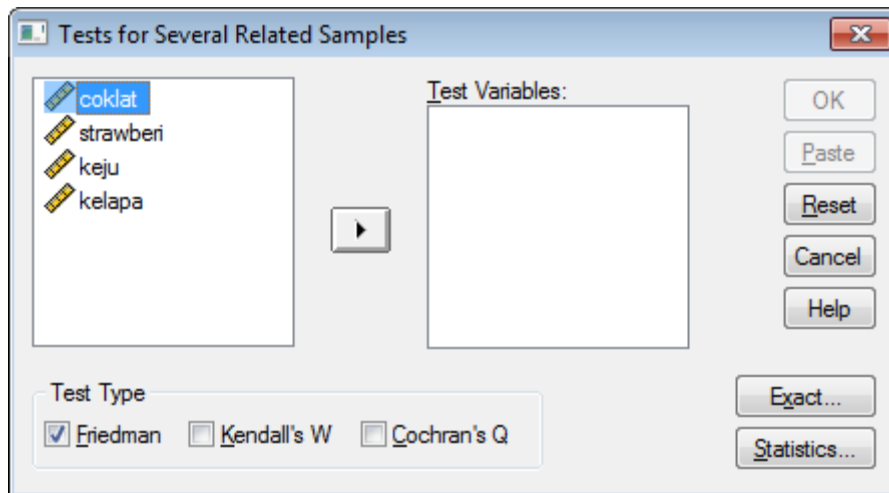 Tests for Several Related Samples
coklat
strawberi
keju
kelapa
Test Variables:
OK
Paste
Reset
Cancel
Help
Test Type
Friedman
Kendall's W
Cochran's Q
Exact...
Statistics...